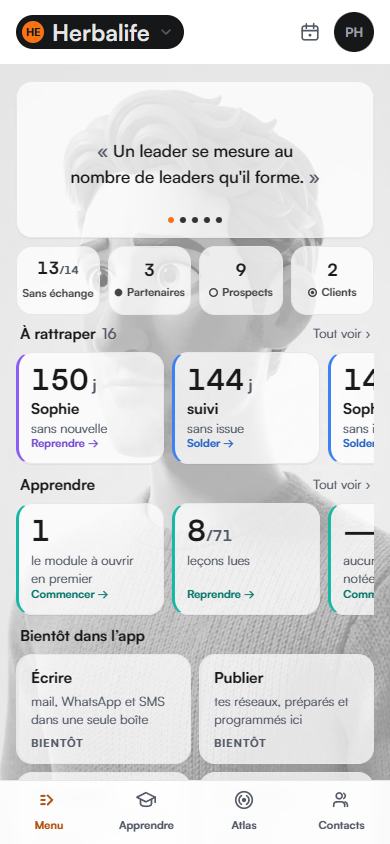 HE Herbalife
PH
« Un leader se mesure au
nombre de leaders qu'il forme. »
13/14
Sans échange
3
Partenaires
9
Prospects
2
Clients
À rattraper 16
Tout voir ›
150 j
Sophie
sans nouvelle
Reprendre →
144 j
suivi
sans issue
Solder →
14
Soph
sans i
Solder
Apprendre
Tout voir ›
1
le module à ouvrir
en premier
Commencer →
8/71
leçons lues
Reprendre →
—
aucun
notée
Comm
Bientôt dans l'app
Écrire
mail, WhatsApp et SMS
dans une seule boîte
BIENTÔT
Publier
tes réseaux, préparés et
programmés ici
BIENTÔT
Menu
Apprendre
Atlas
Contacts